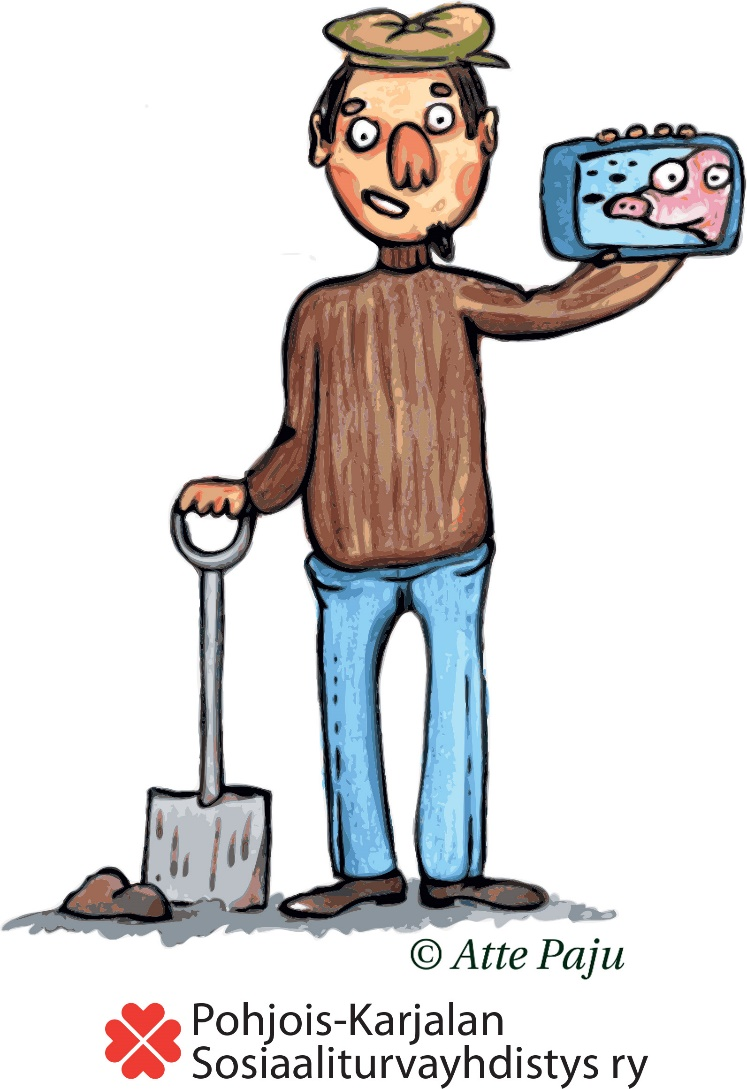 © Atte Paju
Pohjois-Karjalan
Sosiaaliturvayhdistys ry